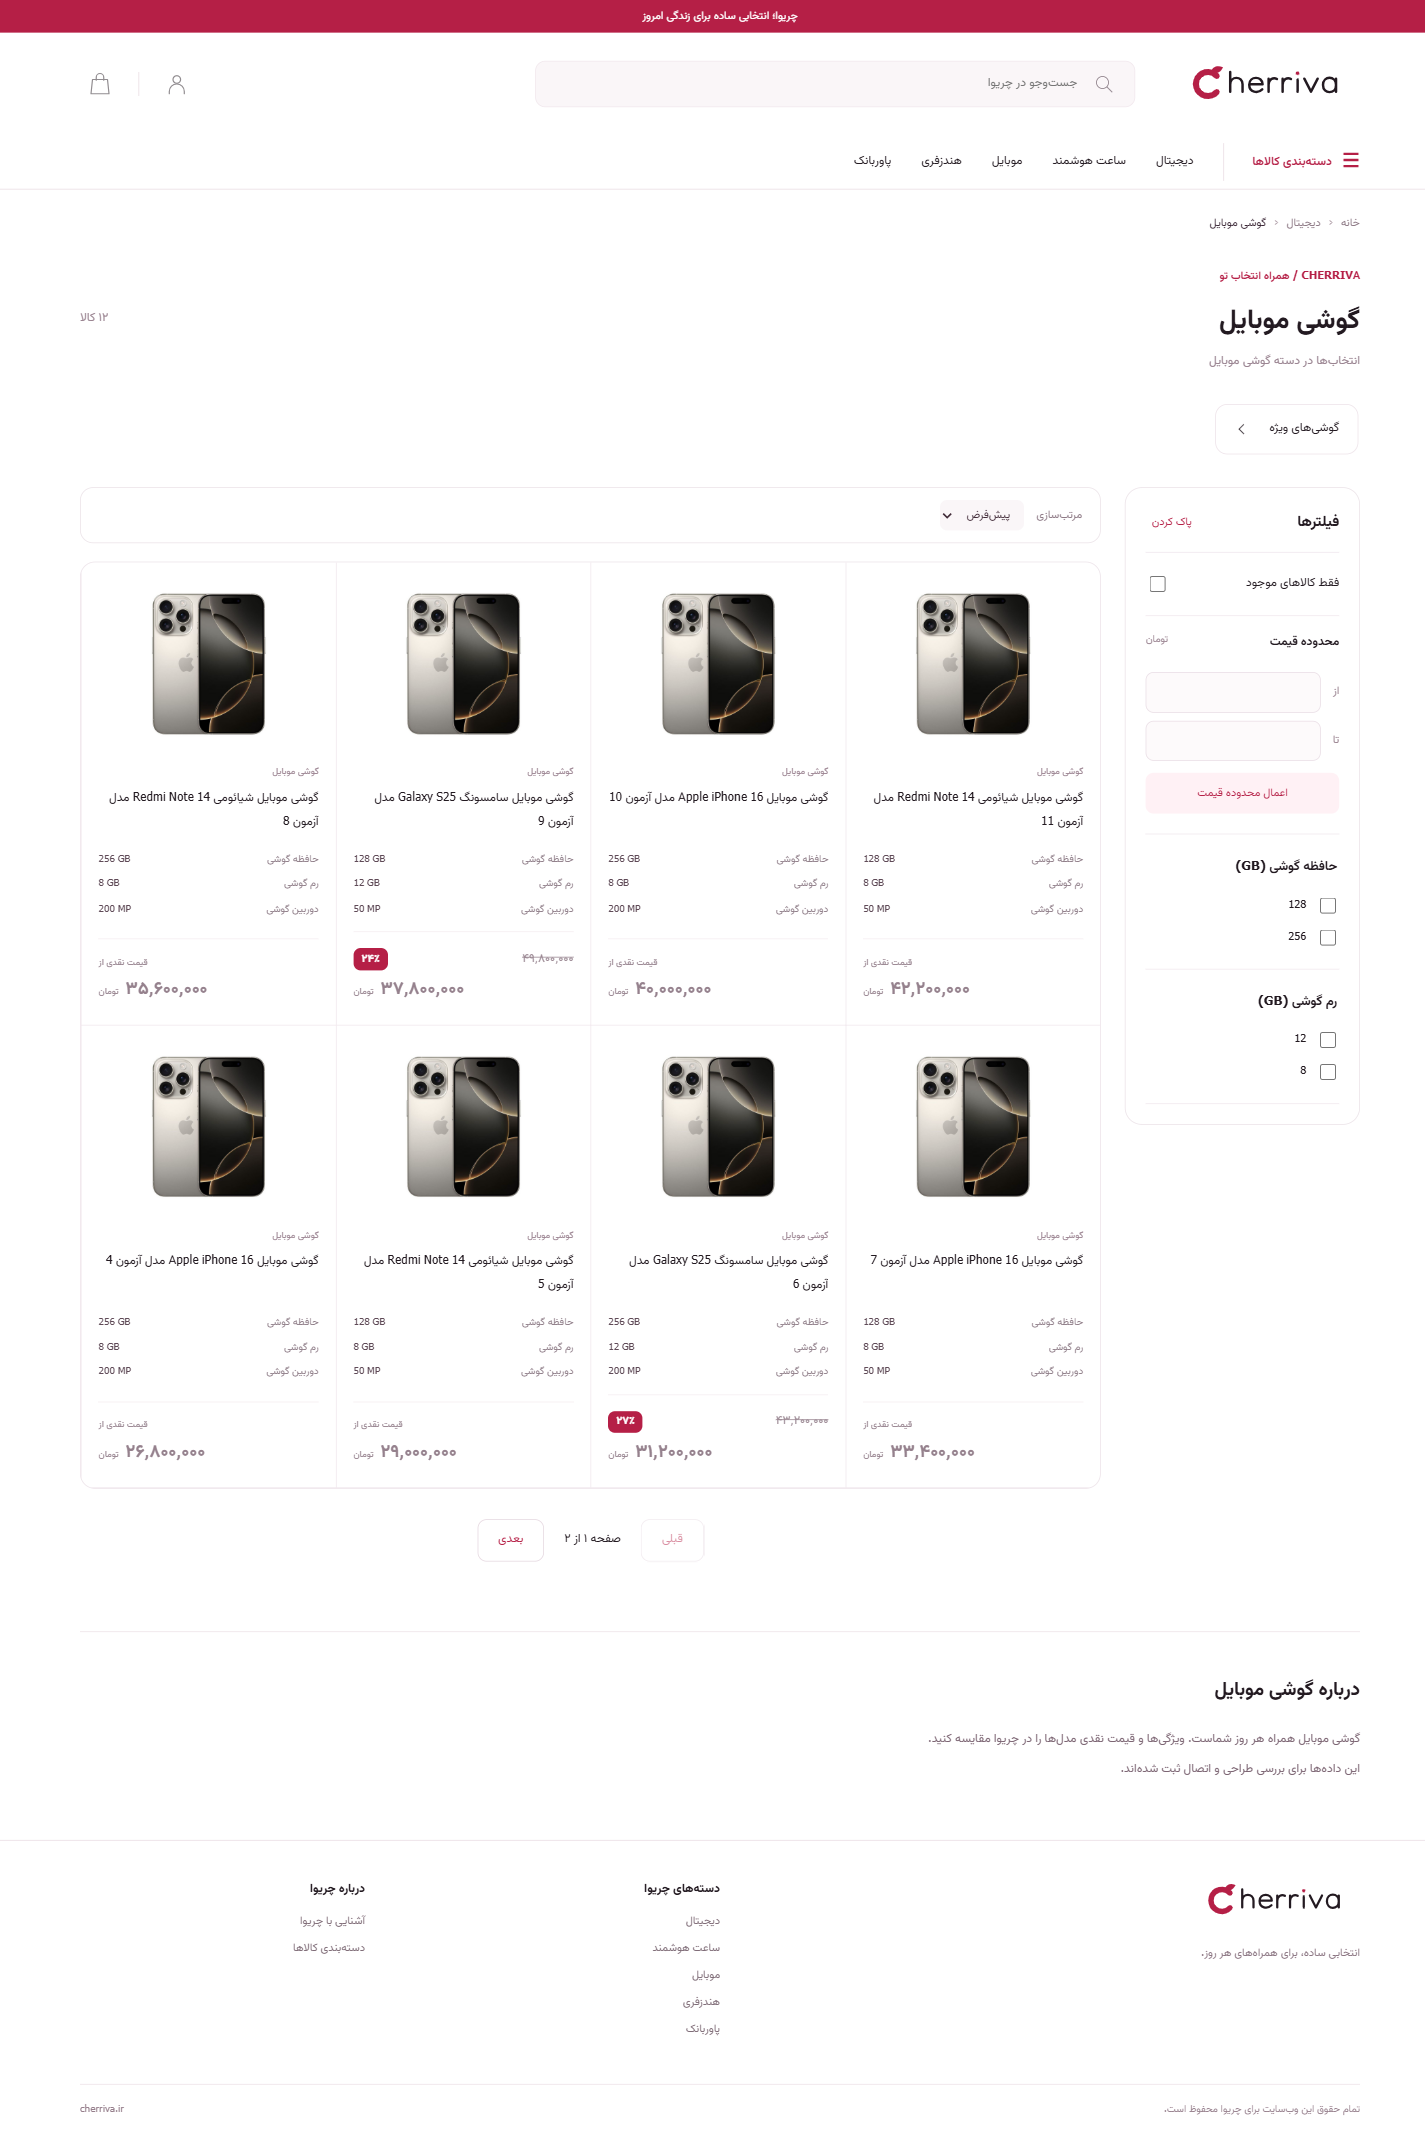 چریوا؛ انتخابی ساده برای زندگی امروز
Cherriva
جست‌وجو در چریوا
دسته‌بندی کالاها
دیجیتال
ساعت هوشمند
موبایل
هندزفری
پاوربانک
خانه › دیجیتال › گوشی موبایل
CHERRIVA / همراه انتخاب تو
گوشی موبایل
۱۲ کالا
انتخاب‌ها در دسته گوشی موبایل
گوشی‌های ویژه
فیلترها
پاک کردن
فقط کالاهای موجود
محدوده قیمت
تومان
از
تا
اعمال محدوده قیمت
حافظه گوشی (GB)
128
256
رم گوشی (GB)
12
8
مرتب‌سازی
پیش‌فرض
گوشی موبایل
گوشی موبایل شیائومی Redmi Note 14 مدل
آزمون 11
حافظه گوشی 128 GB
رم گوشی 8 GB
دوربین گوشی 50 MP
قیمت نقدی از
۴۲,۲۰۰,۰۰۰ تومان
گوشی موبایل
گوشی موبایل Apple iPhone 16 مدل آزمون 10
حافظه گوشی 256 GB
رم گوشی 8 GB
دوربین گوشی 200 MP
قیمت نقدی از
۴۰,۰۰۰,۰۰۰ تومان
گوشی موبایل
گوشی موبایل سامسونگ Galaxy S25 مدل
آزمون 9
حافظه گوشی 128 GB
رم گوشی 12 GB
دوربین گوشی 50 MP
۴۹,۸۰۰,۰۰۰
۲۴٪
۳۷,۸۰۰,۰۰۰ تومان
گوشی موبایل
گوشی موبایل شیائومی Redmi Note 14 مدل
آزمون 8
حافظه گوشی 256 GB
رم گوشی 8 GB
دوربین گوشی 200 MP
قیمت نقدی از
۳۵,۶۰۰,۰۰۰ تومان
گوشی موبایل
گوشی موبایل Apple iPhone 16 مدل آزمون 7
حافظه گوشی 128 GB
رم گوشی 8 GB
دوربین گوشی 50 MP
قیمت نقدی از
۳۳,۴۰۰,۰۰۰ تومان
گوشی موبایل
گوشی موبایل سامسونگ Galaxy S25 مدل
آزمون 6
حافظه گوشی 256 GB
رم گوشی 12 GB
دوربین گوشی 200 MP
۴۳,۲۰۰,۰۰۰
۲۷٪
۳۱,۲۰۰,۰۰۰ تومان
گوشی موبایل
گوشی موبایل شیائومی Redmi Note 14 مدل
آزمون 5
حافظه گوشی 128 GB
رم گوشی 8 GB
دوربین گوشی 50 MP
قیمت نقدی از
۲۹,۰۰۰,۰۰۰ تومان
گوشی موبایل
گوشی موبایل Apple iPhone 16 مدل آزمون 4
حافظه گوشی 256 GB
رم گوشی 8 GB
دوربین گوشی 200 MP
قیمت نقدی از
۲۶,۸۰۰,۰۰۰ تومان
قبلی
صفحه ۱ از ۲
بعدی
درباره گوشی موبایل
گوشی موبایل همراه هر روز شماست. ویژگی‌ها و قیمت نقدی مدل‌ها را در چریوا مقایسه کنید.
این داده‌ها برای بررسی طراحی و اتصال ثبت شده‌اند.
Cherriva
انتخابی ساده، برای همراه‌های هر روز.
دسته‌های چریوا
دیجیتال
ساعت هوشمند
موبایل
هندزفری
پاوربانک
درباره چریوا
آشنایی با چریوا
دسته‌بندی کالاها
تمام حقوق این وب‌سایت برای چریوا محفوظ است.
cherriva.ir